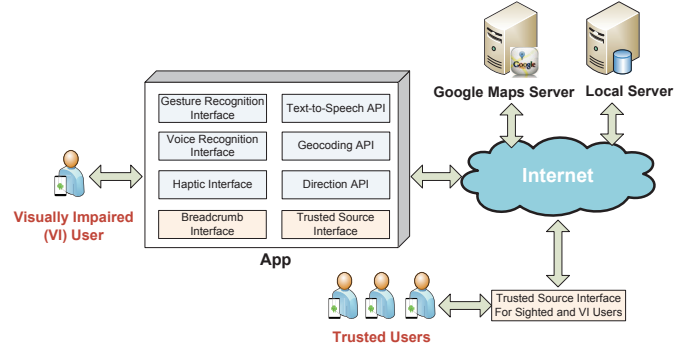 Google
Google Maps Server
Local Server
Gesture Recognition
Interface
Text-to-Speech API
Voice Recognition
Interface
Geocoding API
Haptic Interface
Direction API
Breadcrumb
Interface
Trusted Source
Interface
App
Visually Impaired
(VI) User
Internet
Trusted Source Interface
For Sighted and VI Users
Trusted Users